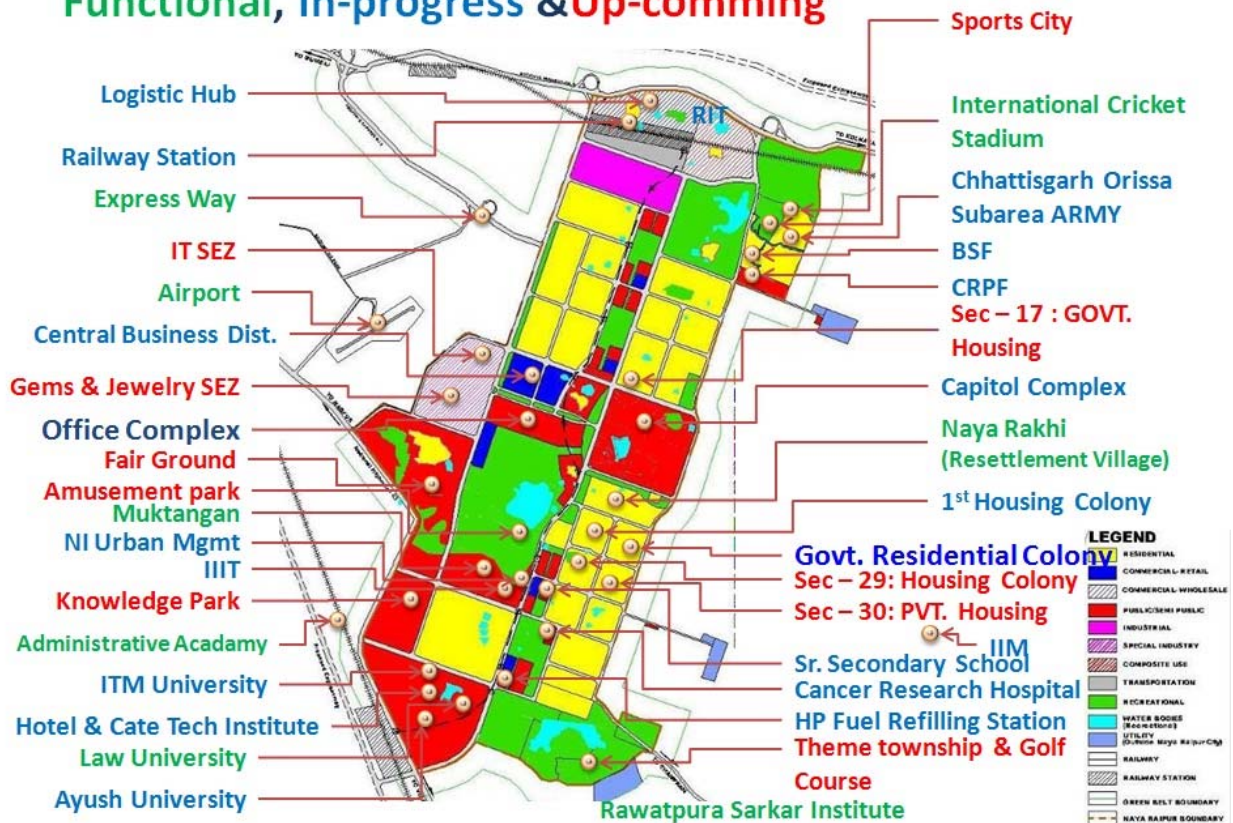 Functional, In-progress &Up-comming
Sports City
Logistic Hub
RIT
International Cricket
Stadium
Railway Station
Express Way
Chhattisgarh Orissa
Subarea ARMY
IT SEZ
BSF
Airport
CRPF
Central Business Dist.
Sec – 17 : GOVT.
Housing
Gems & Jewelry SEZ
Capitol Complex
Office Complex
Naya Rakhi
(Resettlement Village)
Fair Ground
Amusement park
1st Housing Colony
Muktangan
NI Urban Mgmt
Govt. Residential Colony
IIIT
Sec – 29: Housing Colony
Knowledge Park
Sec – 30: PVT. Housing
Administrative Acadamy
IIM
Sr. Secondary School
ITM University
Cancer Research Hospital
Hotel & Cate Tech Institute
HP Fuel Refilling Station
Law University
Theme township & Golf
Course
Ayush University
Rawatpura Sarkar Institute
LEGEND
RESIDENTIAL
COMMERCIAL-RETAIL
COMMERCIAL-WHOLESALE
PUBLIC/SEMI PUBLIC
INDUSTRIAL
SPECIAL INDUSTRY
COMPOSITE USE
TRANSPORTATION
RECREATIONAL
WATER BODIES
(Recreational)
UTILITY
(Outside Naya Raipur City)
RAILWAY
RAILWAY STATION
GREEN BELT BOUNDARY
NAYA RAIPUR BOUNDARY